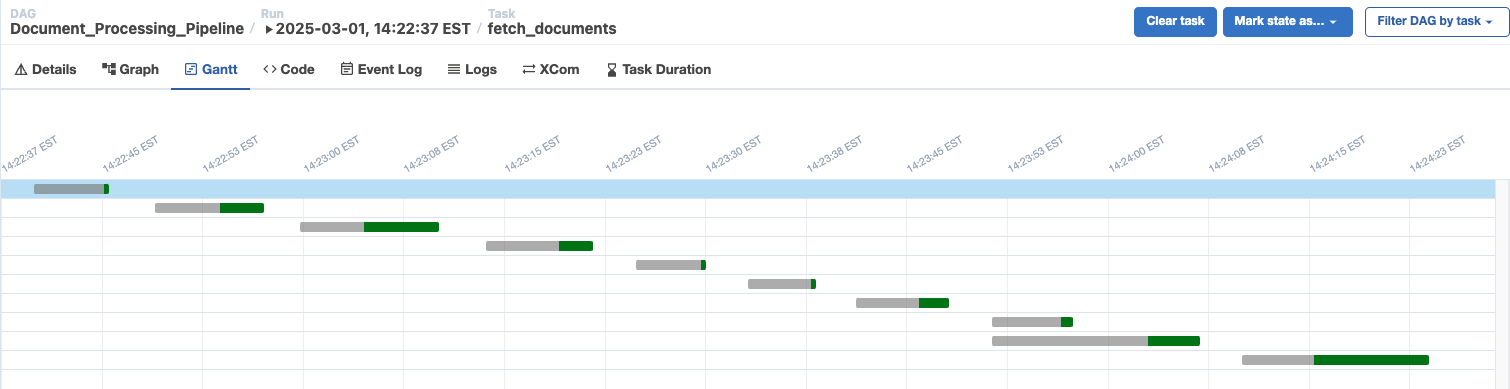 DAG
Document_Processing_Pipeline
/
Run
2025-03-01, 14:22:37 EST
/
Task
fetch_documents
Clear task
Mark state as...
Filter DAG by task
Details
Graph
Gantt
Code
Event Log
Logs
XCom
Task Duration
14:22:37 EST
14:22:45 EST
14:22:53 EST
14:23:00 EST
14:23:08 EST
14:23:15 EST
14:23:23 EST
14:23:30 EST
14:23:38 EST
14:23:45 EST
14:23:53 EST
14:24:00 EST
14:24:08 EST
14:24:15 EST
14:24:23 EST